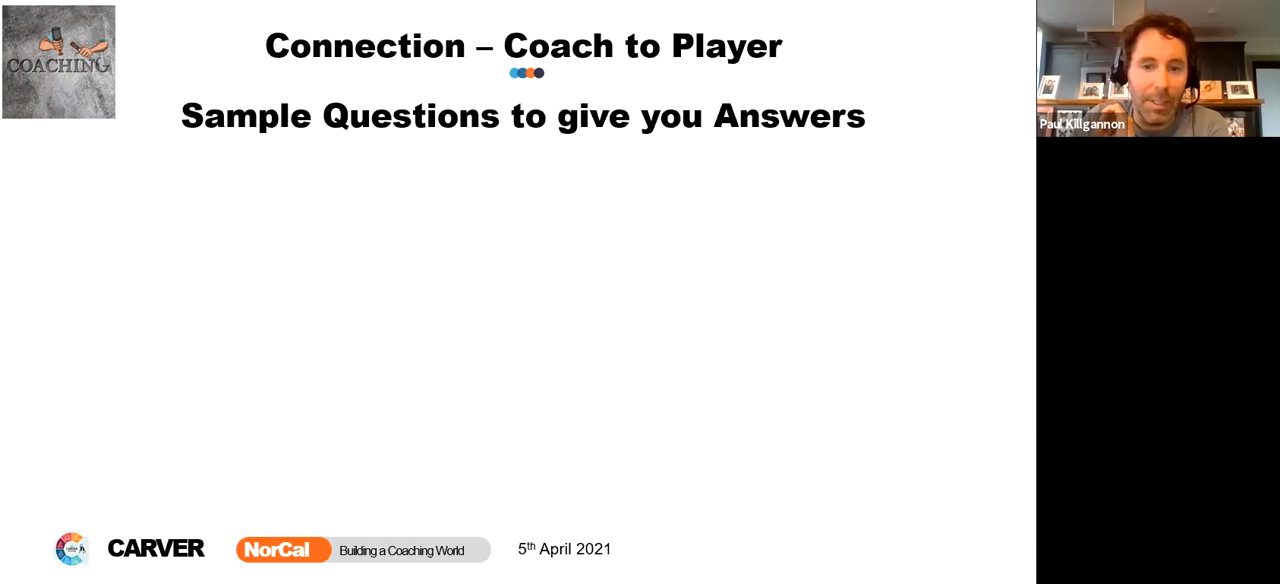 COACHING
Connection – Coach to Player
Sample Questions to give you Answers
Paul Killgannon
CARVER
NorCal
Building a Coaching World
5th April 2021